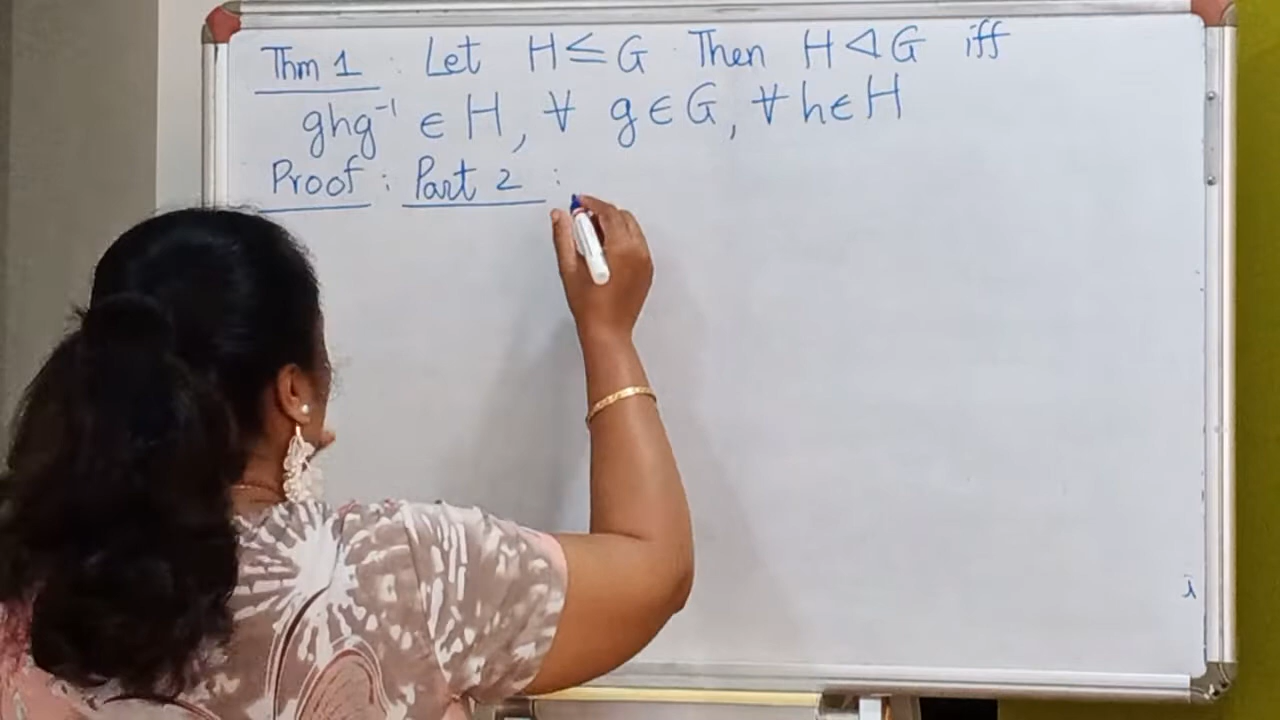 Thm 1 : Let H ≤ G. Then H ⊲ G iff
ghg⁻¹ ∈ H, ∀ g ∈ G, ∀ h ∈ H
Proof : Part 2 :